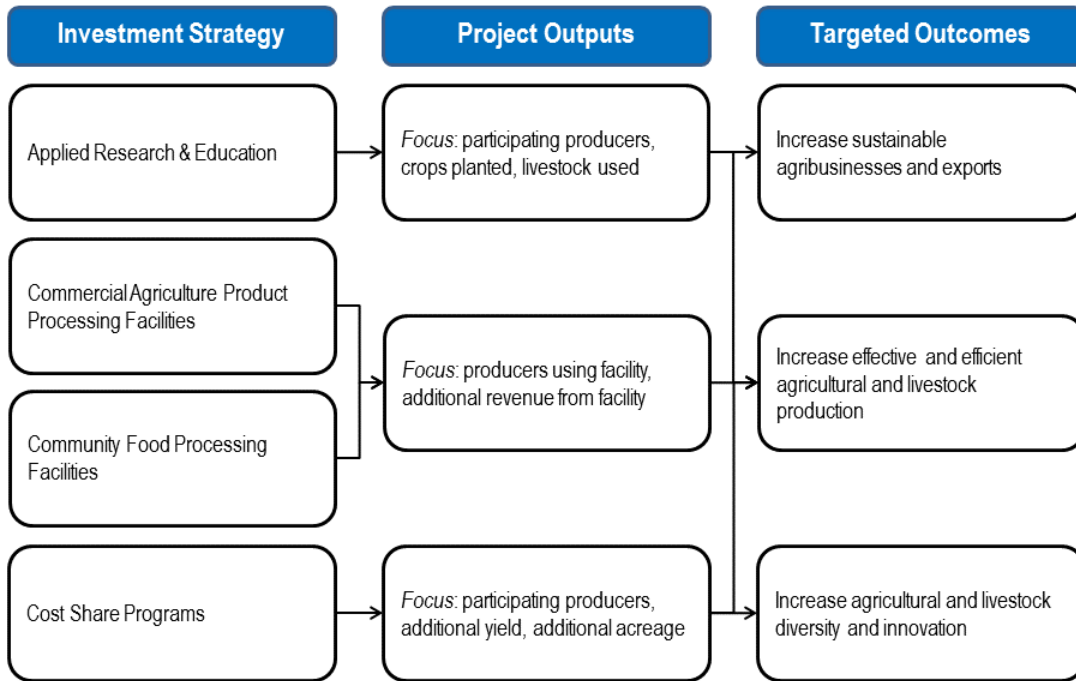 Investment Strategy
Project Outputs
Targeted Outcomes
Applied Research & Education
Focus: participating producers,
crops planted, livestock used
Increase sustainable
agribusinesses and exports
Commercial Agriculture Product
Processing Facilities
Community Food Processing
Facilities
Focus: producers using facility,
additional revenue from facility
Increase effective and efficient
agricultural and livestock
production
Cost Share Programs
Focus: participating producers,
additional yield, additional acreage
Increase agricultural and livestock
diversity and innovation